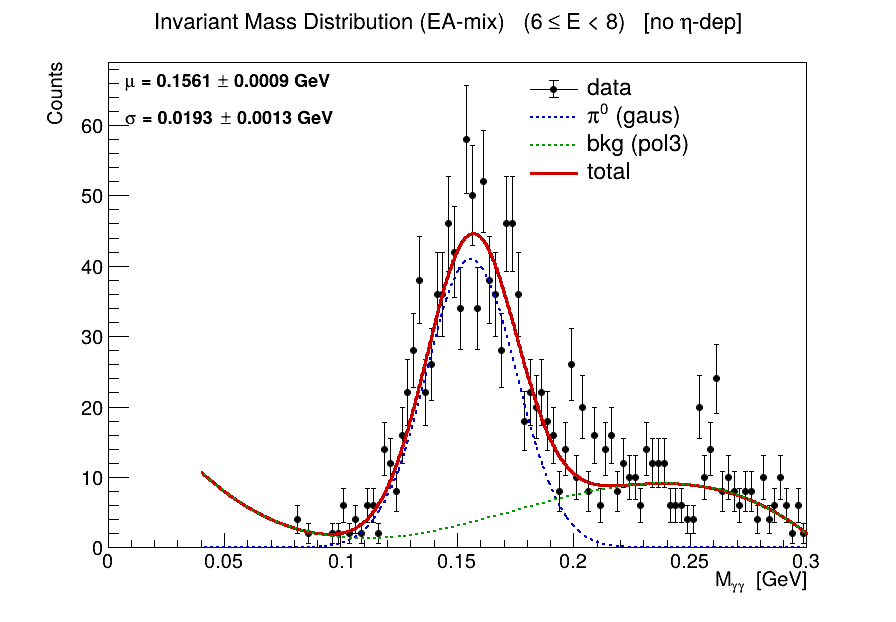 Invariant Mass Distribution (EA-mix) (6 ≤ E < 8) [no η-dep]
Counts
μ = 0.1561 ± 0.0009 GeV
σ = 0.0193 ± 0.0013 GeV
data
π⁰ (gaus)
bkg (pol3)
total
60
50
40
30
20
10
0
0 0.05 0.1 0.15 0.2 0.25 0.3
Mγγ [GeV]